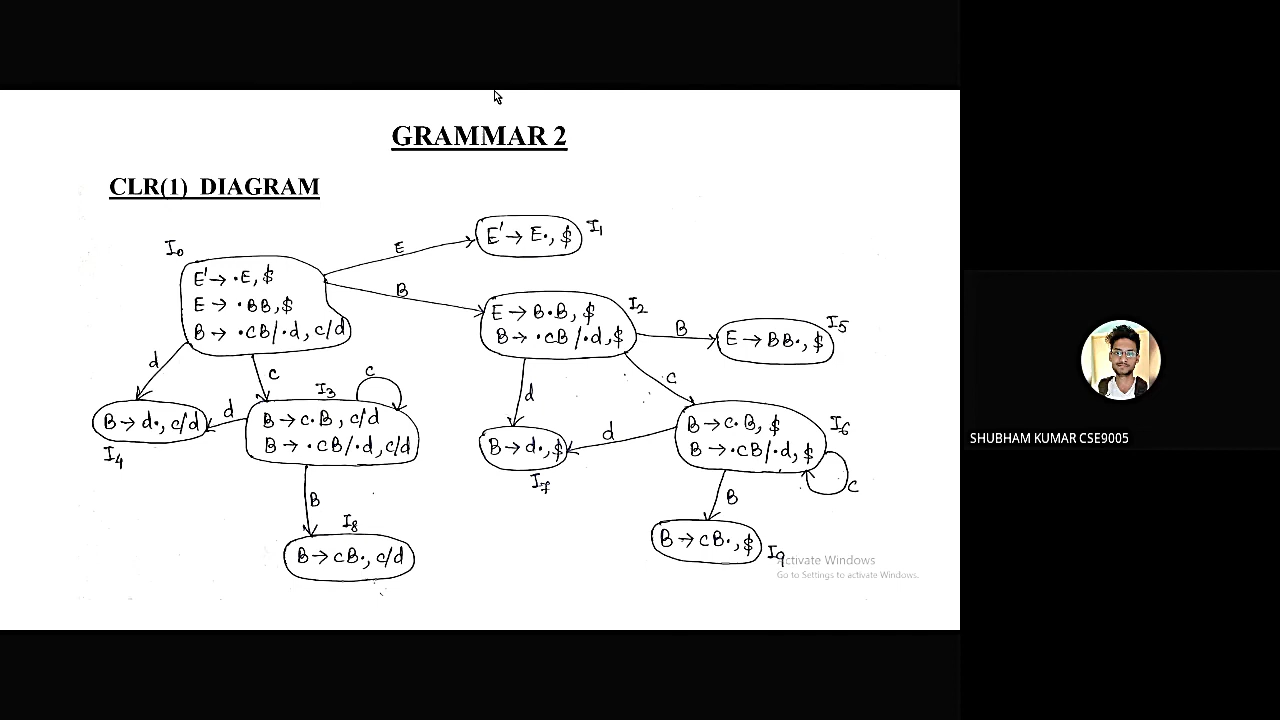 GRAMMAR 2
CLR(1) DIAGRAM
I₀
E' → ·E, $
E → ·BB, $
B → ·cB/·d, c/d
E
E' → E·, $
I₁
B
I₂
E → B·B, $
B → ·cB/·d, $
B
E → BB·, $
I₅
d
c
B → d·, c/d
I₄
d
I₃
c
B → c·B, c/d
B → ·cB/·d, c/d
d
c
B → d·, $
I₇
d
B → c·B, $
B → ·cB/·d, $
I₆
c
B
I₈
B → cB·, c/d
B
B → cB·, $
I₉
Activate Windows
Go to Settings to activate Windows.
SHUBHAM KUMAR CSE9005